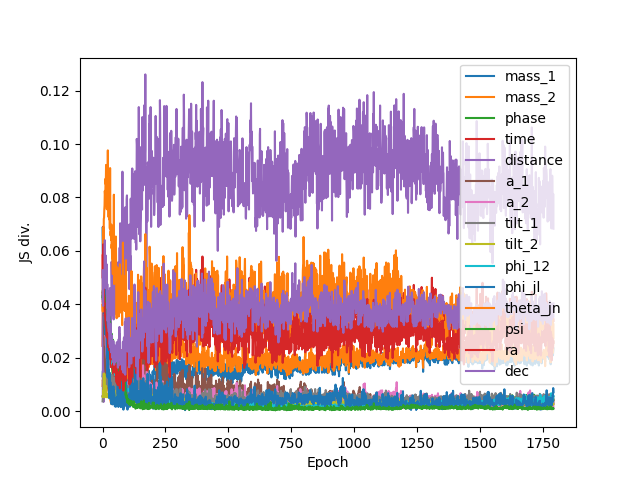 JS div.
0.12
0.10
0.08
0.06
0.04
0.02
0.00
0
250
500
750
1000
1250
1500
1750
Epoch
mass_1
mass_2
phase
time
distance
a_1
a_2
tilt_1
tilt_2
phi_12
phi_jl
theta_jn
psi
ra
dec